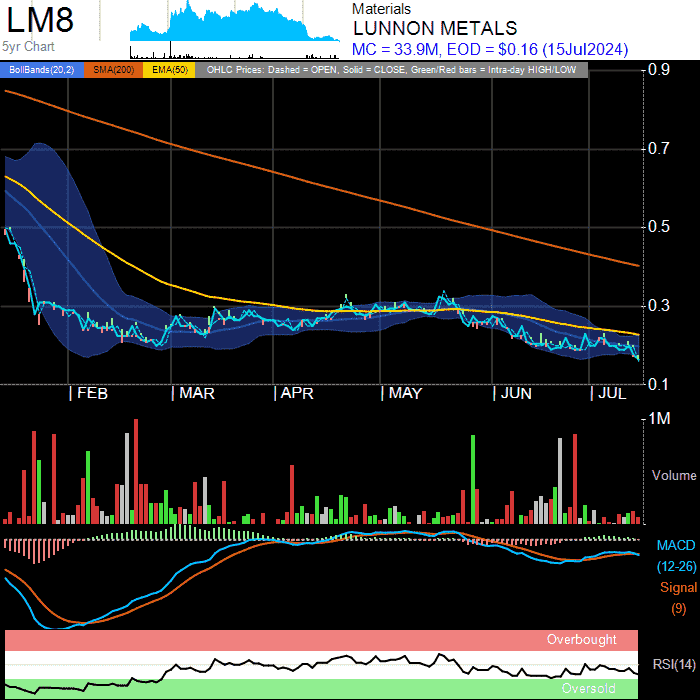 LM8
5yr Chart
Materials
LUNNON METALS
MC = 33.9M, EOD = $0.16 (15Jul2024)
BollBands(20,2) SMA(200) EMA(50) OHLC Prices: Dashed = OPEN, Solid = CLOSE, Green/Red bars = Intra-day HIGH/LOW
0.9
0.7
0.5
0.3
0.1
| FEB | MAR | APR | MAY | JUN | JUL
1M
Volume
MACD
(12-26)
Signal
(9)
Overbought
RSI(14)
Oversold